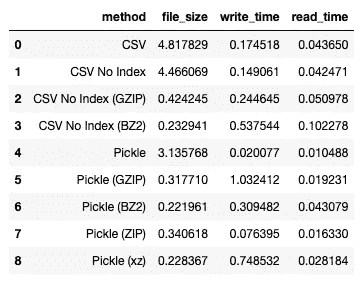 method file_size write_time read_time
0 CSV 4.817829 0.174518 0.043650
1 CSV No Index 4.466069 0.149061 0.042471
2 CSV No Index (GZIP) 0.424245 0.244645 0.050978
3 CSV No Index (BZ2) 0.232941 0.537544 0.102278
4 Pickle 3.135768 0.020077 0.010488
5 Pickle (GZIP) 0.317710 1.032412 0.019231
6 Pickle (BZ2) 0.221961 0.309482 0.043079
7 Pickle (ZIP) 0.340618 0.076395 0.016330
8 Pickle (xz) 0.228367 0.748532 0.028184